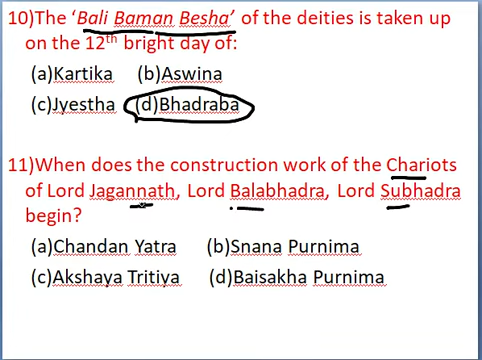 10)The ‘Bali Baman Besha’ of the deities is taken up
on the 12th bright day of:
(a)Kartika (b)Aswina
(c)Jyestha (d)Bhadraba
11)When does the construction work of the Chariots
of Lord Jagannath, Lord Balabhadra, Lord Subhadra
begin?
(a)Chandan Yatra (b)Snana Purnima
(c)Akshaya Tritiya (d)Baisakha Purnima